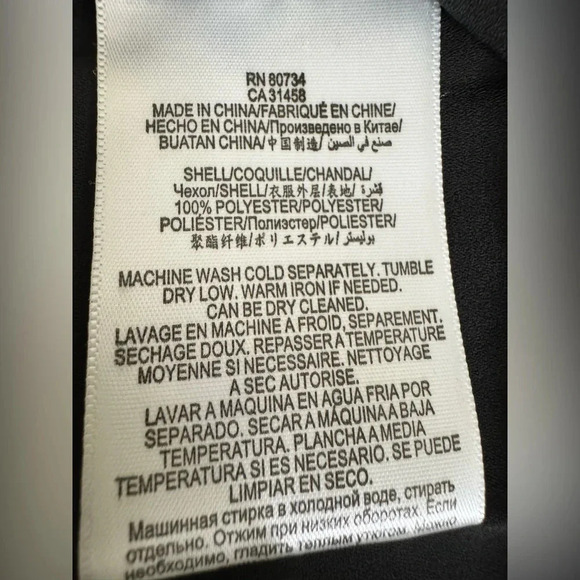 RN 80734
CA 31458
MADE IN CHINA/FABRIQUÉ EN CHINE/
HECHO EN CHINA/Произведено в Китае/
BUATAN CHINA/中国制造/ صنع في الصين/
SHELL/COQUILLE/CHANDAL/
Чехол/SHELL/衣服外层/表地/ قشرة/
100% POLYESTER/POLYESTER/
POLIÉSTER/Полиэстер/POLIESTER/
聚酯纤维/ポリエステル/ بوليستر/
MACHINE WASH COLD SEPARATELY. TUMBLE
DRY LOW. WARM IRON IF NEEDED.
CAN BE DRY CLEANED.
LAVAGE EN MACHINE A FROID, SEPAREMENT.
SECHAGE DOUX. REPASSER À TEMPERATURE
MOYENNE SI NECESSAIRE. NETTOYAGE
A SEC AUTORISE.
LAVAR A MAQUINA EN AGUA FRIA POR
SEPARADO. SECAR A MÁQUINA A BAJA
TEMPERATURA. PLANCHA A MEDIA
TEMPERATURA SI ES NECESARIO. SE PUEDE
LIMPIAR EN SECO.
Машинная стирка в холодной воде, стирать
отдельно. Отжим при низких оборотах. Если
необходимо, гладить теплым утюгом. Можно